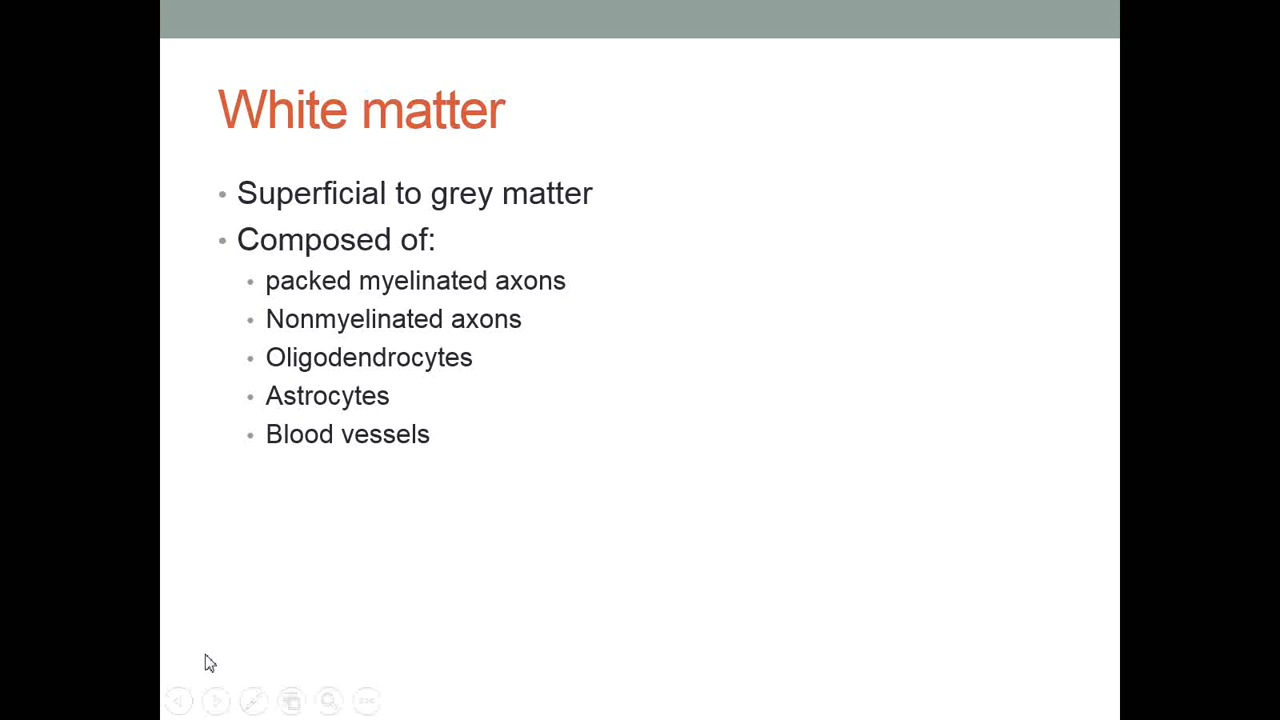 White matter
• Superficial to grey matter
• Composed of:
• packed myelinated axons
• Nonmyelinated axons
• Oligodendrocytes
• Astrocytes
• Blood vessels